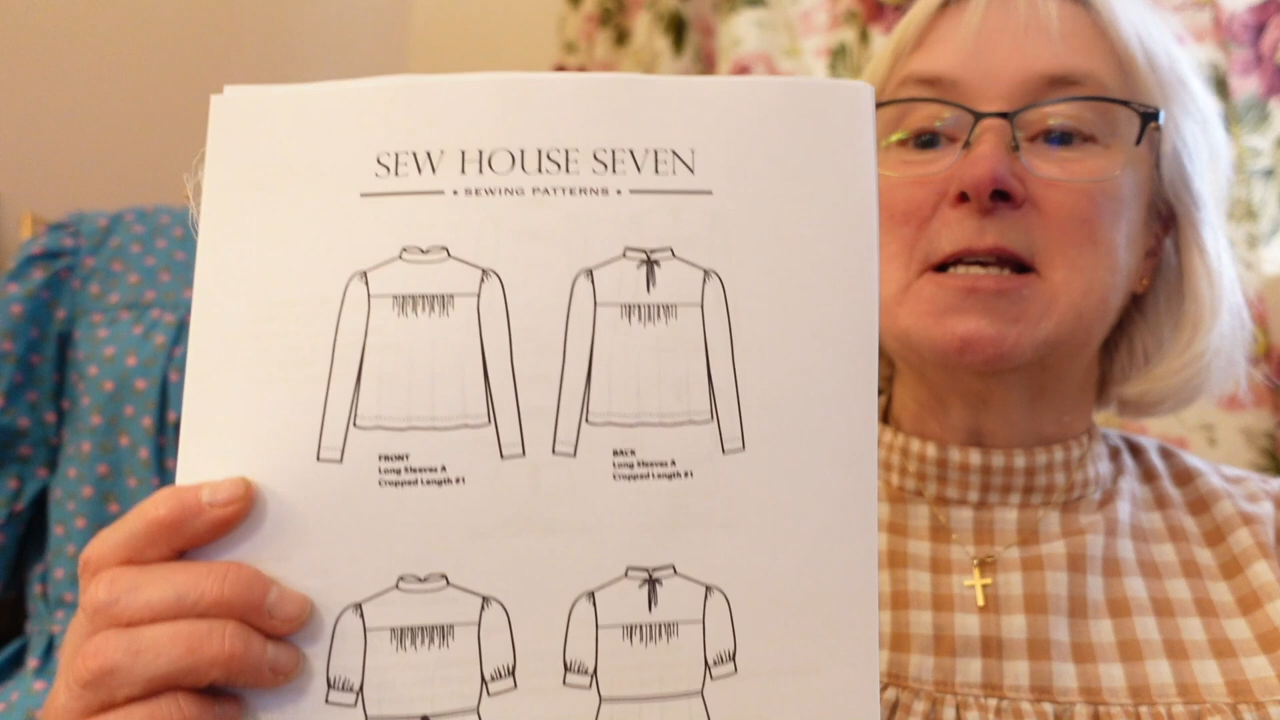 SEW HOUSE SEVEN
• SEWING PATTERNS •
FRONT
Long Sleeves A
Cropped Length #1
BACK
Long Sleeves A
Cropped Length #1